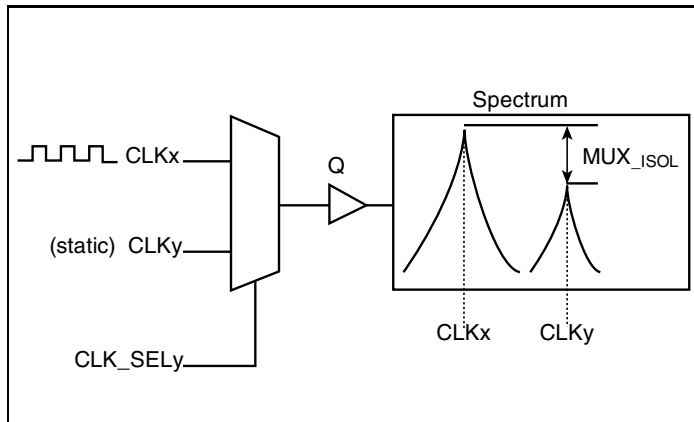 Spectrum
CLKx
Q
MUX_ISOL
(static) CLKy
CLKx CLKy
CLK_SELy